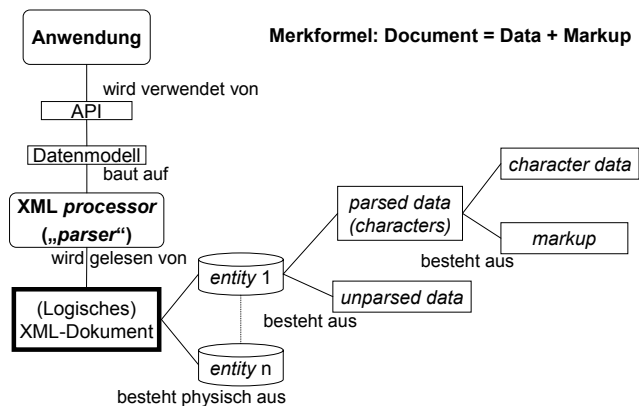 Anwendung
Merkformel: Document = Data + Markup
wird verwendet von
API
Datenmodell
baut auf
XML processor
(„parser“)
wird gelesen von
(Logisches)
XML-Dokument
entity 1
entity n
besteht physisch aus
parsed data
(characters)
unparsed data
besteht aus
character data
markup
besteht aus